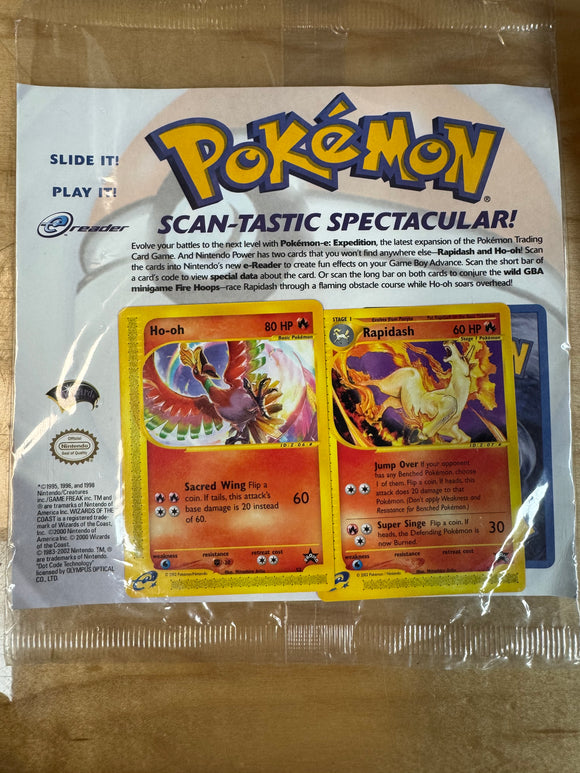 POKéMON®
SLIDE IT!
PLAY IT!
e.reader
SCAN-TASTIC SPECTACULAR!
Evolve your battles to the next level with Pokémon-e: Expedition, the latest expansion of the Pokémon Trading
Card Game. And Nintendo Power has two cards that you won't find anywhere else—Rapidash and Ho-oh! Scan
the cards into Nintendo's new e-Reader to create fun effects on your Game Boy Advance. Scan the short bar of
a card's code to view special data about the card. Or scan the long bar on both cards to conjure the wild GBA
minigame Fire Hoops—race Rapidash through a flaming obstacle course while Ho-oh soars overhead!
Ho-oh
80 HP
Basic Pokémon
Sacred Wing Flip a
coin. If tails, this attack's
base damage is 20 instead
of 60.
60
weakness
resistance
retreat cost
©2002 Pokémon/Nintendo
STAGE 1
Evolves from Ponyta
Rapidash
60 HP
Stage 1 Pokémon
Jump Over If your opponent
has any Benched Pokémon, choose
1 of them. Flip a coin. If heads, this
attack does 20 damage to that
Pokémon. (Don't apply Weakness and
Resistance for Benched Pokémon.)
Super Singe Flip a coin. If
heads, the Defending Pokémon is
now Burned.
30
weakness
resistance
retreat cost
©2002 Pokémon/Nintendo
Official
Nintendo
Seal of Quality
*©1995, 1996, and 1998
Nintendo/Creatures
inc./GAME FREAK inc. TM and
® are tramarks of Nintendo of
America Inc. WIZARDS OF THE
COAST is a registered trade-
mark of Wizards of the Coast,
Inc. ©2000 Nintendo of
America Inc. © 2000 Wizards
of the Coast.
© 1983-2002 Nintendo. TM, ®
are trademarks of Nintendo.
"Dot Code Technology"
licensed by OLYMPUS OPTICAL
CO., LTD.